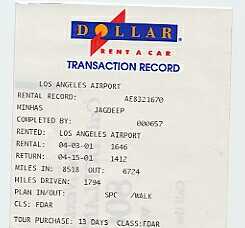 DOLLAR
RENT A CAR
TRANSACTION RECORD
LOS ANGELES AIRPORT
RENTAL RECORD: AE8321670
MINHAS JAGDEEP
COMPLETED BY: 000657
RENTED: LOS ANGELES AIRPORT
RENTAL: 04-03-01 1646
RETURN: 04-15-01 1412
MILES IN: 8518 OUT: 6724
MILES DRIVEN: 1794
PLAN IN/OUT: SPC /WALK
CLS: FDAR
TOUR PURCHASE: 13 DAYS CLASS:FDAR